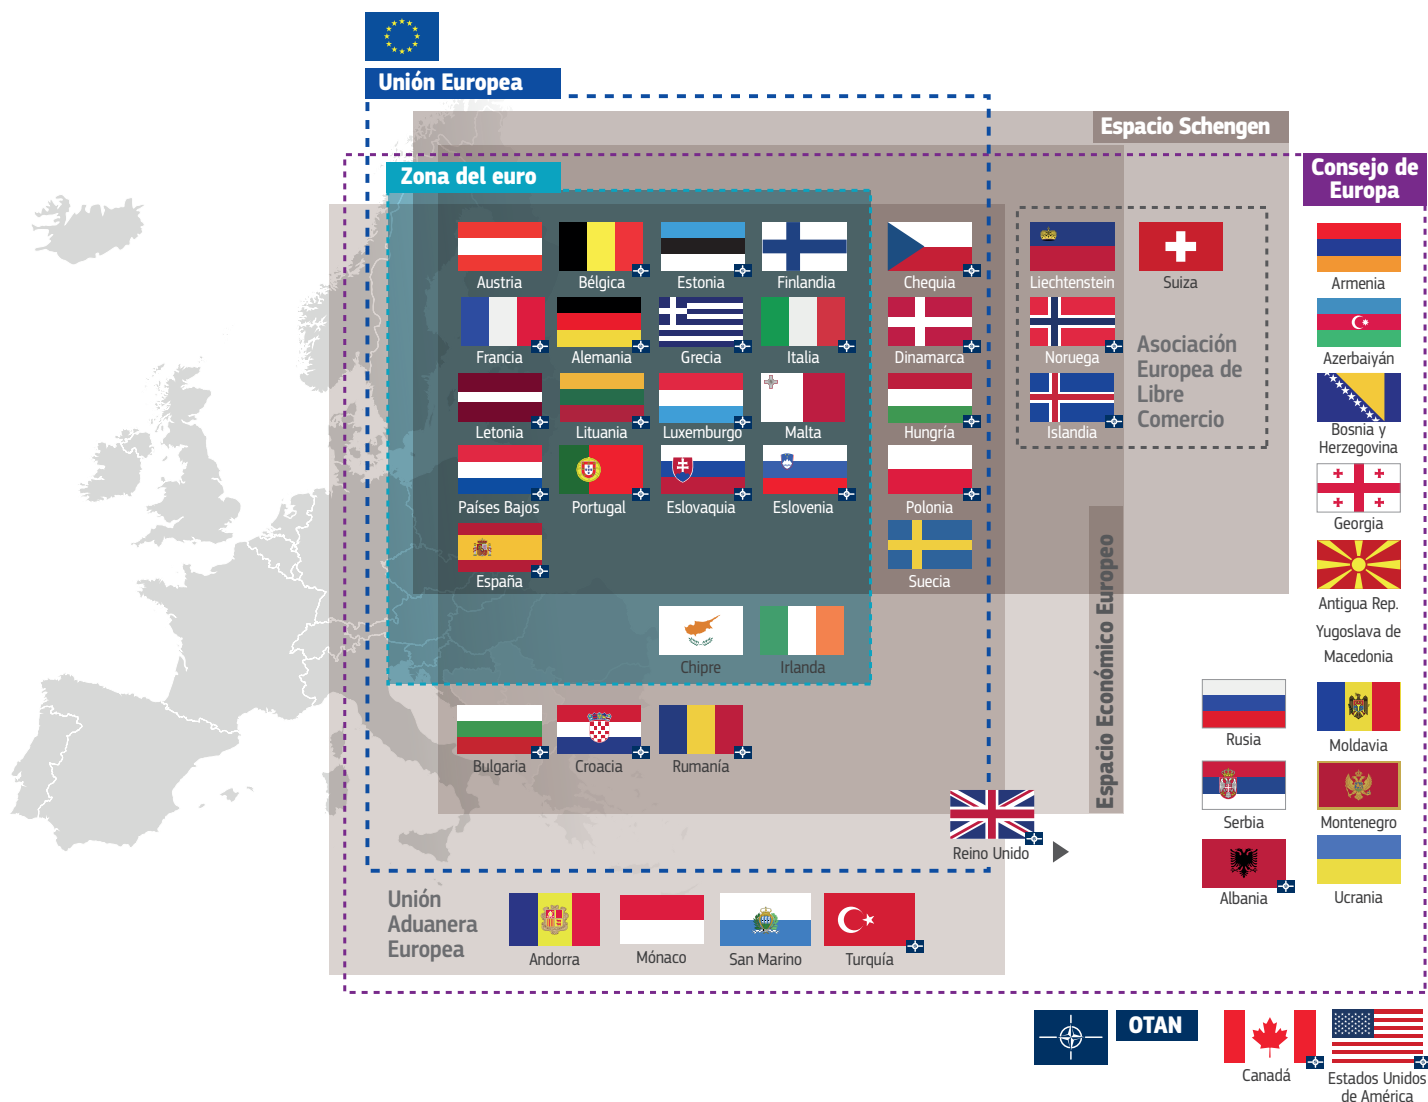 Unión Europea
Espacio Schengen
Consejo de
Europa
Zona del euro
Austria
Bélgica
Estonia
Finlandia
Chequia
Liechtenstein
Suiza
Armenia
Francia
Alemania
Grecia
Italia
Dinamarca
Noruega
Asociación
Europea de
Libre
Comercio
Azerbaiyán
Letonia
Lituania
Luxemburgo
Malta
Hungría
Islandia
Bosnia y
Herzegovina
Países Bajos
Portugal
Eslovaquia
Eslovenia
Polonia
Georgia
España
Suecia
Antigua Rep.
Yugoslava de
Macedonia
Chipre
Irlanda
Espacio Económico Europeo
Bulgaria
Croacia
Rumanía
Rusia
Moldavia
Serbia
Montenegro
Reino Unido
Albania
Ucrania
Unión
Aduanera
Europea
Andorra
Mónaco
San Marino
Turquía
OTAN
Canadá
Estados Unidos
de América